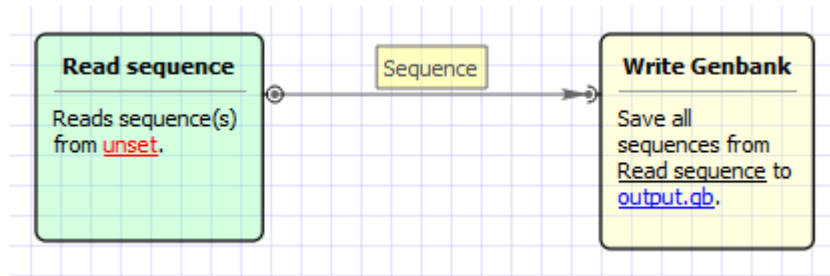 Read sequence
Reads sequence(s)
from unset.
Sequence
Write Genbank
Save all
sequences from
Read sequence to
output.gb.